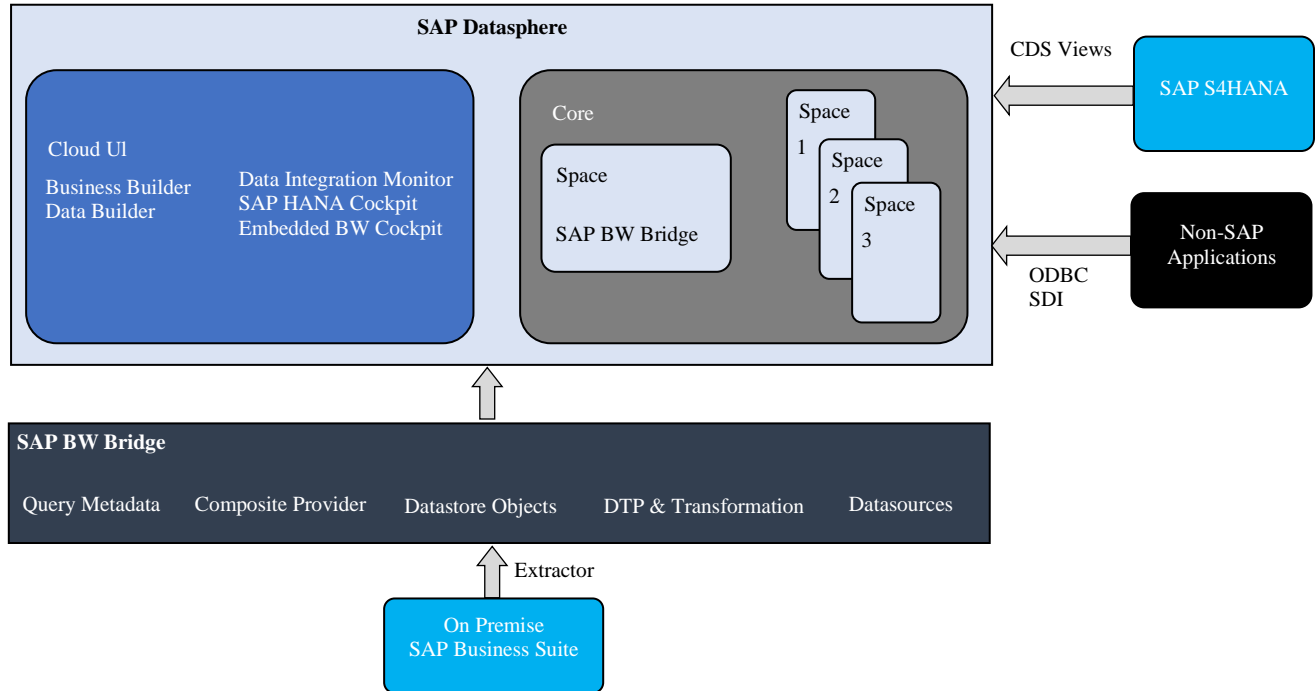 SAP Datasphere
Cloud UI
Business Builder
Data Builder
Data Integration Monitor
SAP HANA Cockpit
Embedded BW Cockpit
Core
Space
SAP BW Bridge
Space
1
Space
2
Space
3
CDS Views
SAP S4HANA
Non-SAP
Applications
ODBC
SDI
SAP BW Bridge
Query Metadata
Composite Provider
Datastore Objects
DTP & Transformation
Datasources
Extractor
On Premise
SAP Business Suite